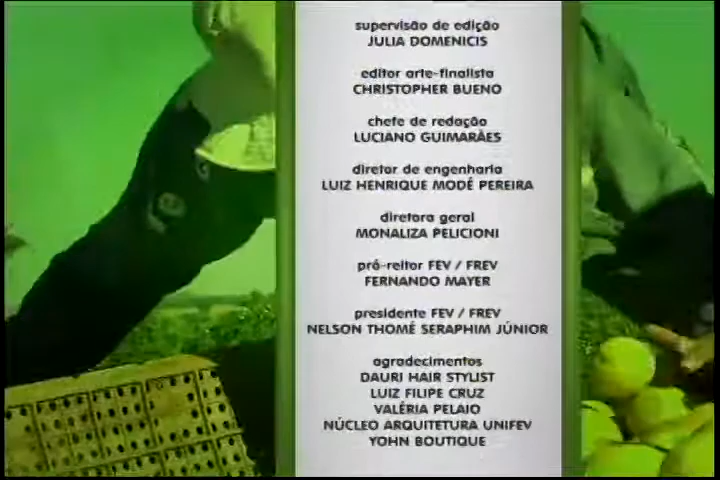 supervisão de edição
JULIA DOMENICIS
editor arte-finalista
CHRISTOPHER BUENO
chefe de redação
LUCIANO GUIMARÃES
diretor de engenharia
LUIZ HENRIQUE MODÉ PEREIRA
diretora geral
MONALIZA PELICIONI
pró-reitor FEV / FREV
FERNANDO MAYER
presidente FEV / FREV
NELSON THOMÉ SERAPHIM JÚNIOR
agradecimentos
DAURI HAIR STYLIST
LUIZ FILIPE CRUZ
VALÉRIA PELAIO
NÚCLEO ARQUITETURA UNIFEV
YOHN BOUTIQUE